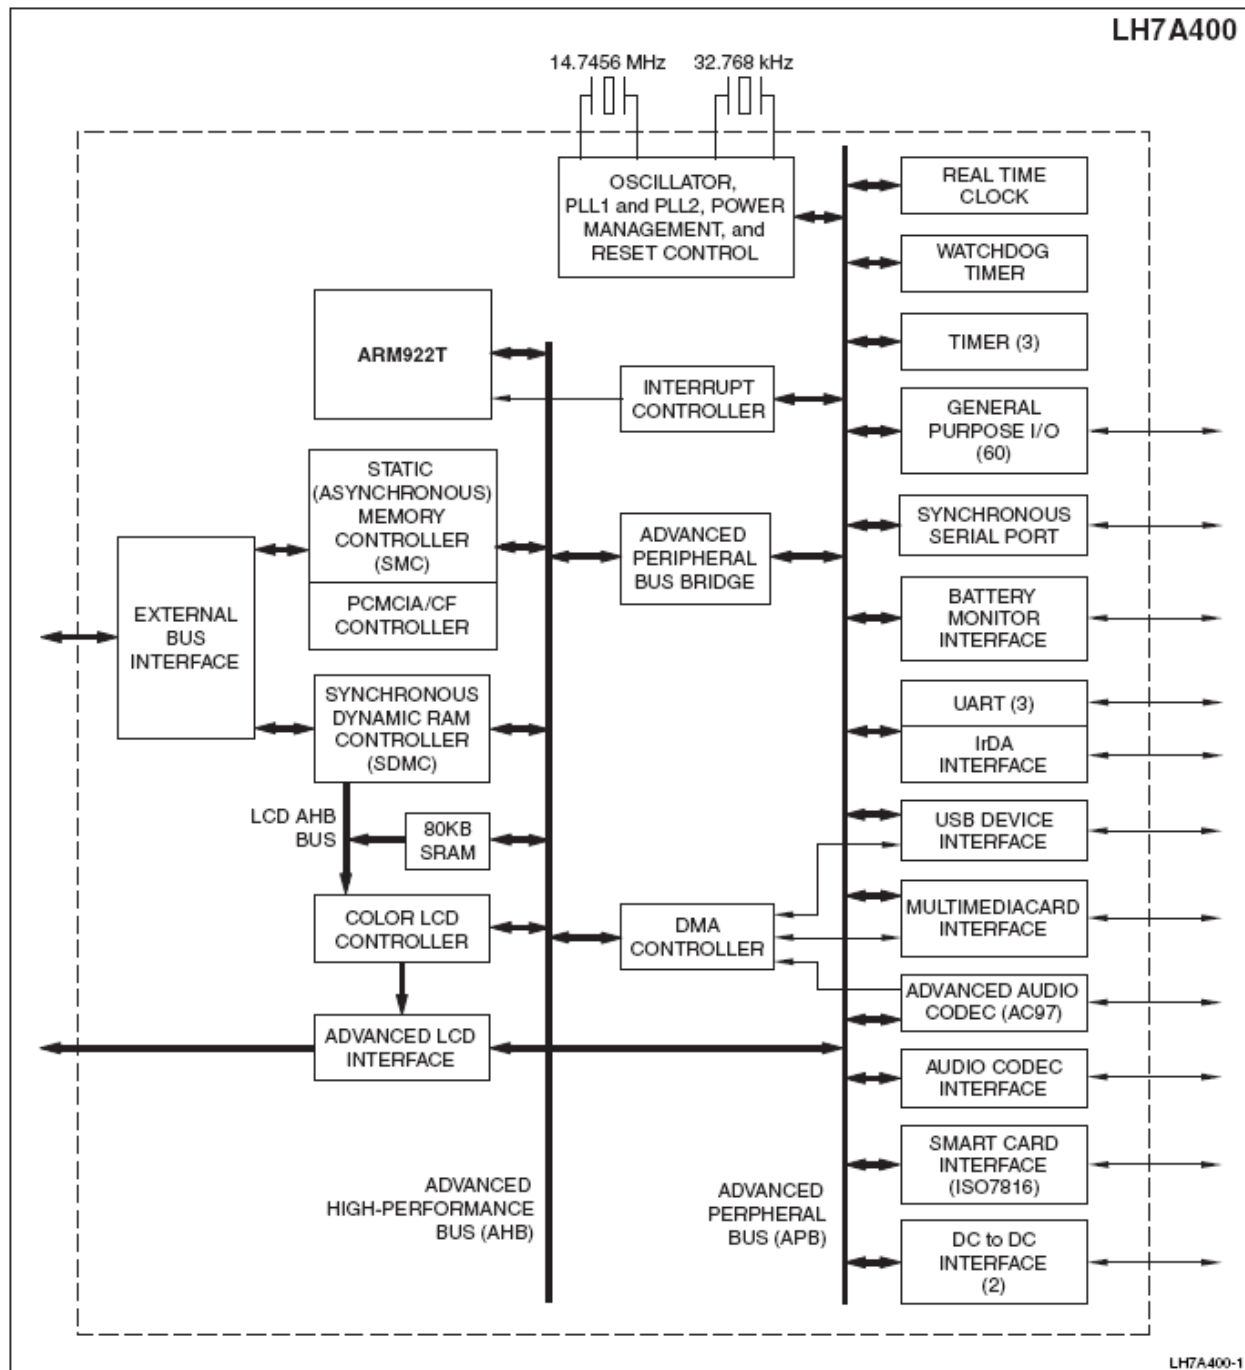 LH7A400
14.7456 MHz
32.768 kHz
OSCILLATOR,
PLL1 and PLL2, POWER
MANAGEMENT, and
RESET CONTROL
REAL TIME
CLOCK
WATCHDOG
TIMER
TIMER (3)
ARM922T
INTERRUPT
CONTROLLER
GENERAL
PURPOSE I/O
(60)
STATIC
(ASYNCHRONOUS)
MEMORY
CONTROLLER
(SMC)
PCMCIA/CF
CONTROLLER
ADVANCED
PERIPHERAL
BUS BRIDGE
SYNCHRONOUS
SERIAL PORT
BATTERY
MONITOR
INTERFACE
EXTERNAL
BUS
INTERFACE
SYNCHRONOUS
DYNAMIC RAM
CONTROLLER
(SDMC)
UART (3)
IrDA
INTERFACE
LCD AHB
BUS
80KB
SRAM
USB DEVICE
INTERFACE
COLOR LCD
CONTROLLER
DMA
CONTROLLER
MULTIMEDIACARD
INTERFACE
ADVANCED AUDIO
CODEC (AC97)
ADVANCED LCD
INTERFACE
AUDIO CODEC
INTERFACE
SMART CARD
INTERFACE
(ISO7816)
ADVANCED
HIGH-PERFORMANCE
BUS (AHB)
ADVANCED
PERPHERAL
BUS (APB)
DC to DC
INTERFACE
(2)
LH7A400-1